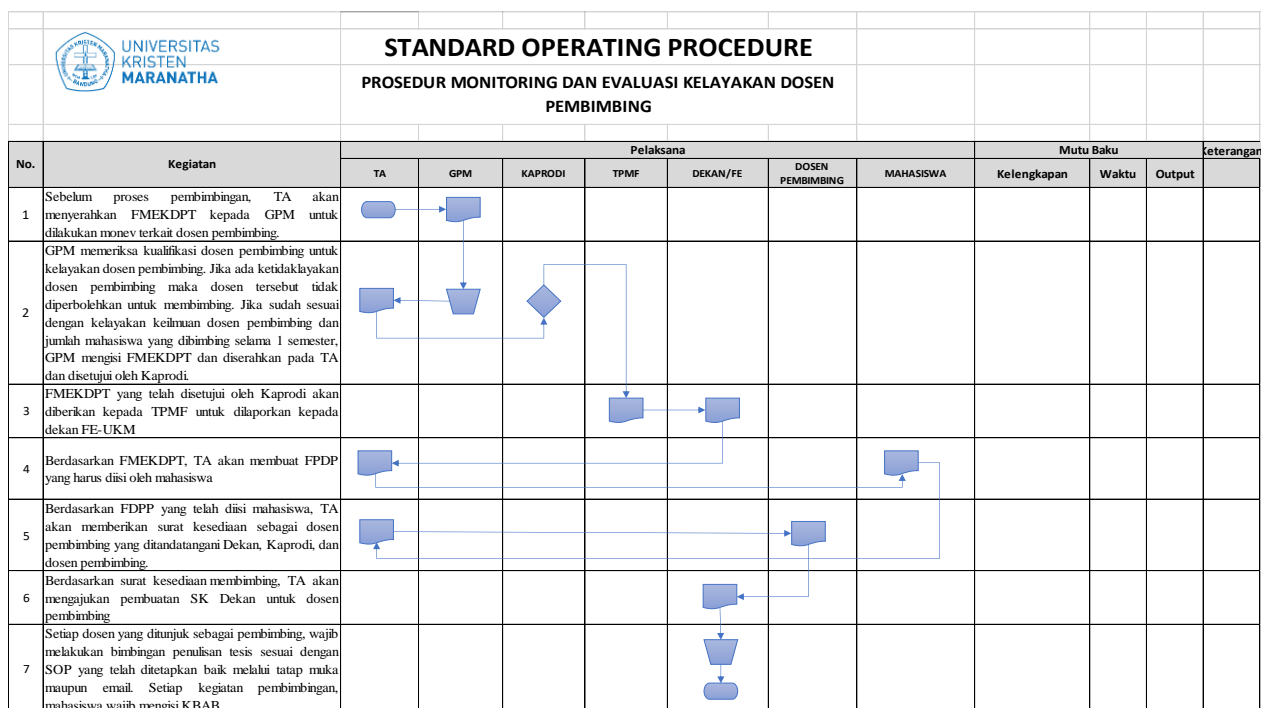 UNIVERSITAS
KRISTEN
MARANATHA
STANDARD OPERATING PROCEDURE
PROSEDUR MONITORING DAN EVALUASI KELAYAKAN DOSEN
PEMBIMBING
No.
Kegiatan
Pelaksana
Mutu Baku
Keterangan
TA
GPM
KAPRODI
TPMF
DEKAN/FE
DOSEN
PEMBIMBING
MAHASISWA
Kelengkapan
Waktu
Output
1
Sebelum proses pembimbingan, TA akan
menyerahkan FMEKDPT kepada GPM untuk
dilakukan monev terkait dosen pembimbing.
2
GPM memeriksa kualifikasi dosen pembimbing untuk
kelayakan dosen pembimbing. Jika ada ketidaklayakan
dosen pembimbing maka dosen tersebut tidak
diperbolehkan untuk membimbing. Jika sudah sesuai
dengan kelayakan keilmuan dosen pembimbing dan
jumlah mahasiswa yang dibimbing selama 1 semester,
GPM mengisi FMEKDPT dan diserahkan pada TA
dan disetujui oleh Kaprodi.
3
FMEKDPT yang telah disetujui oleh Kaprodi akan
diberikan kepada TPMF untuk dilaporkan kepada
dekan FE-UKM
4
Berdasarkan FMEKDPT, TA akan membuat FPDP
yang harus diisi oleh mahasiswa
5
Berdasarkan FDPP yang telah diisi mahasiswa, TA
akan memberikan surat kesediaan sebagai dosen
pembimbing yang ditandatangani Dekan, Kaprodi, dan
dosen pembimbing.
6
Berdasarkan surat kesediaan membimbing, TA akan
mengajukan pembuatan SK Dekan untuk dosen
pembimbing
7
Setiap dosen yang ditunjuk sebagai pembimbing, wajib
melakukan bimbingan penulisan tesis sesuai dengan
SOP yang telah ditetapkan baik melalui tatap muka
maupun email. Setiap kegiatan pembimbingan,
mahasiswa wajib mengisi KBAB